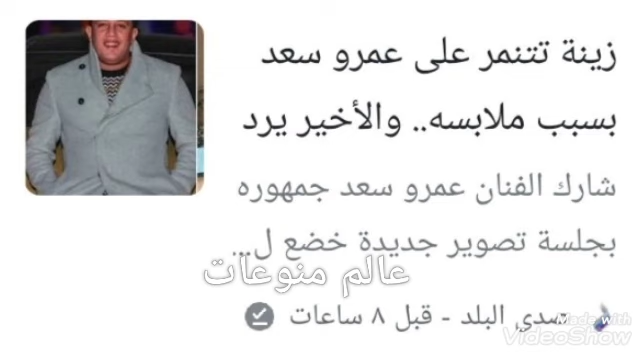 زينة تتنمر على عمرو سعد
بسبب ملابسه.. والأخير يرد
شارك الفنان عمرو سعد جمهوره
بجلسة تصوير جديدة خضع ل...
عالم منوعات
صدى البلد - قبل ٨ ساعات
Made with
VideoShow